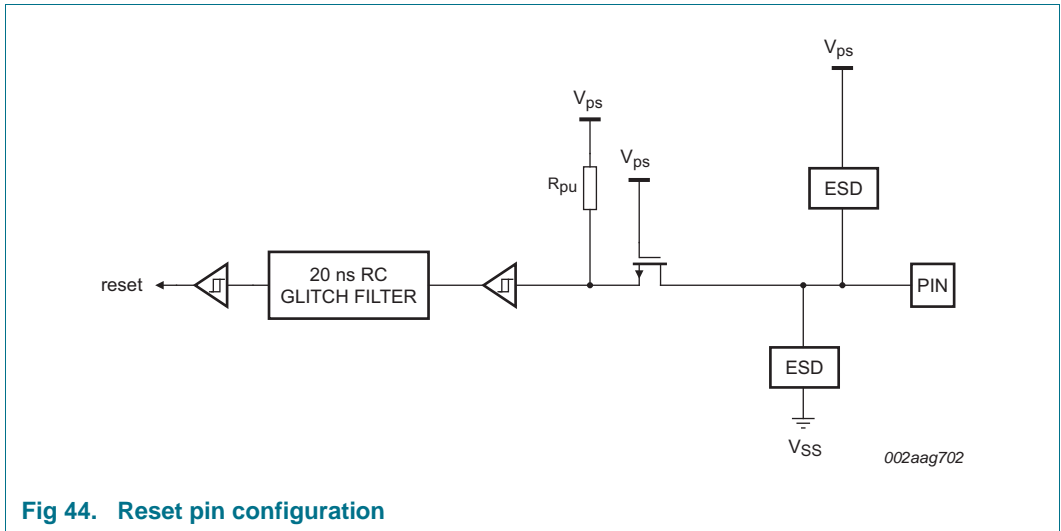 Vps
Vps
Vps
Rpu
ESD
reset
20 ns RC
GLITCH FILTER
PIN
ESD
VSS
002aag702
Fig 44. Reset pin configuration